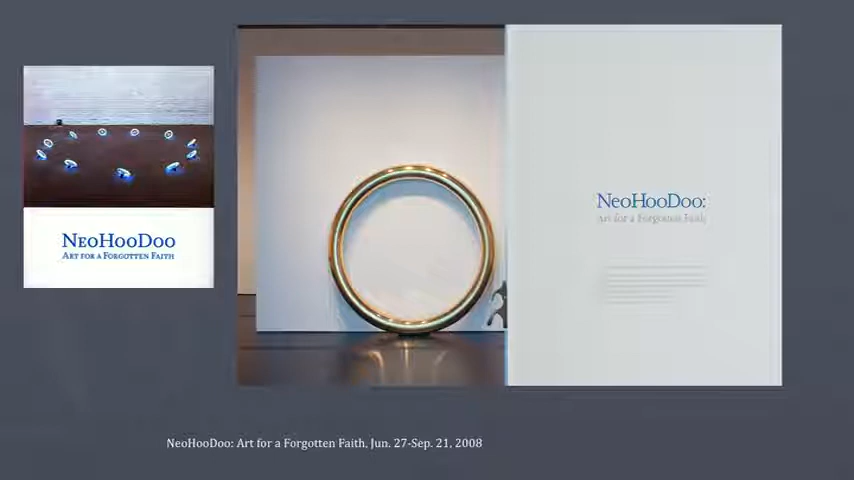 NEOHOODOO
ART FOR A FORGOTTEN FAITH
NeoHooDoo:
Art for a Forgotten Faith
NeoHooDoo: Art for a Forgotten Faith, Jun. 27-Sep. 21, 2008